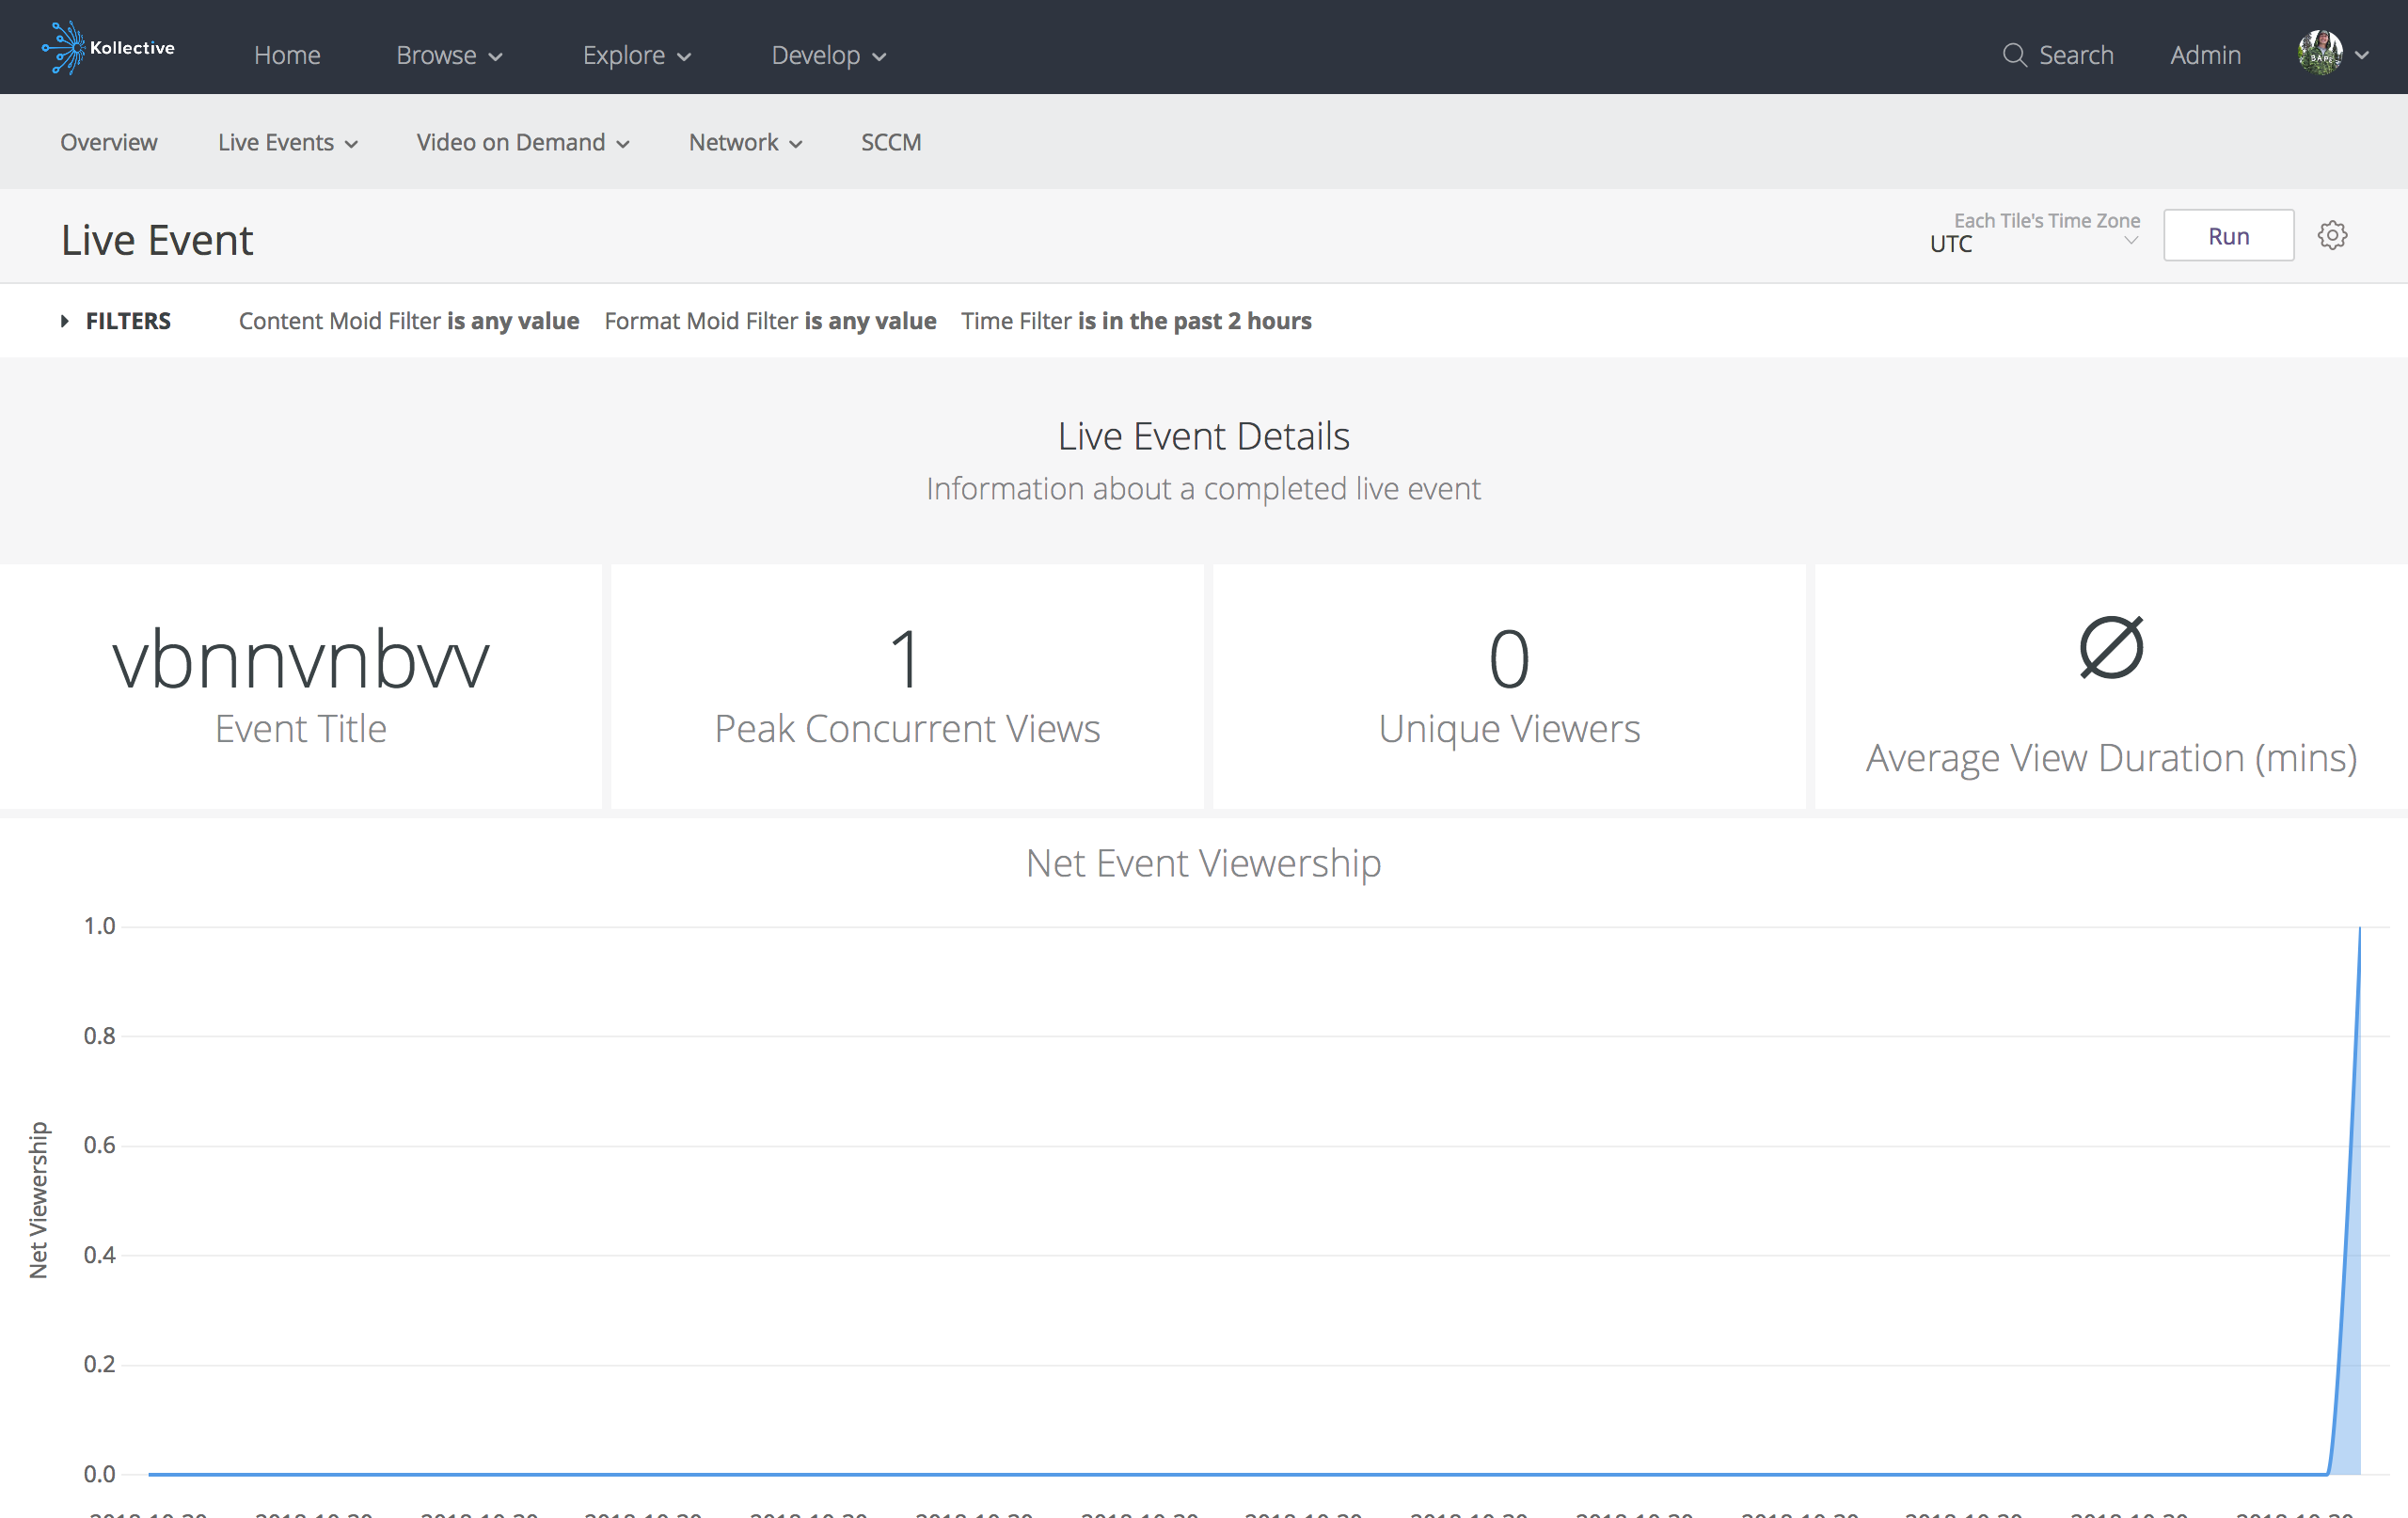 Kollective Home Browse Explore Develop Search Admin
Overview Live Events Video on Demand Network SCCM
Live Event
Each Tile's Time Zone
UTC
Run
FILTERS Content Moid Filter is any value Format Moid Filter is any value Time Filter is in the past 2 hours
Live Event Details
Information about a completed live event
vbnnvnbvv
Event Title
1
Peak Concurrent Views
0
Unique Viewers
Ø
Average View Duration (mins)
Net Event Viewership
Net Viewership
1.0
0.8
0.6
0.4
0.2
0.0